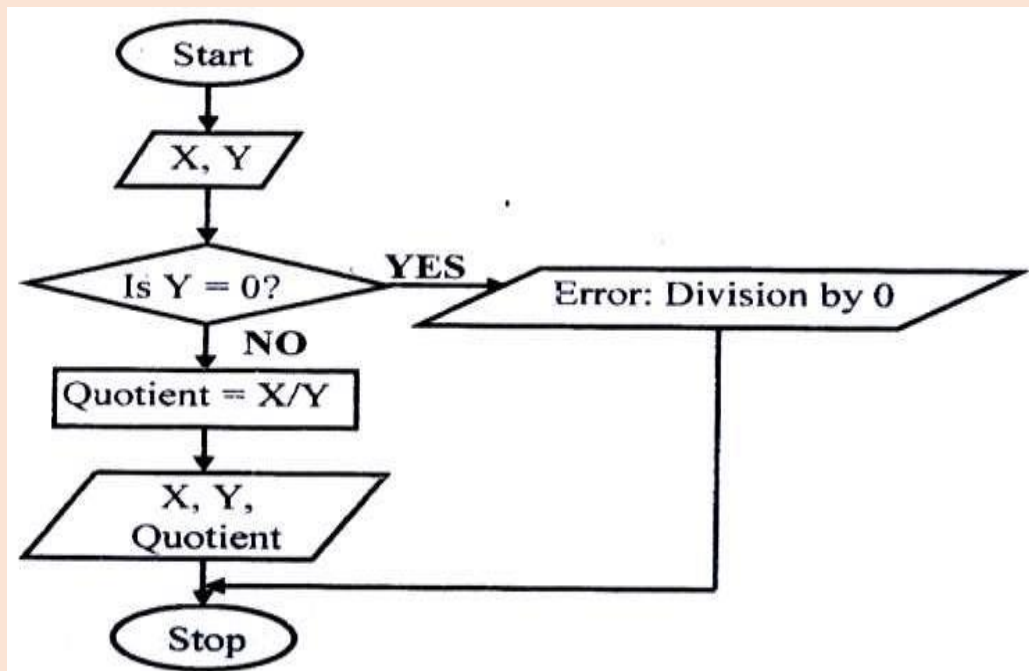 Start
X, Y
Is Y = 0?
YES
Error: Division by 0
NO
Quotient = X/Y
X, Y,
Quotient
Stop